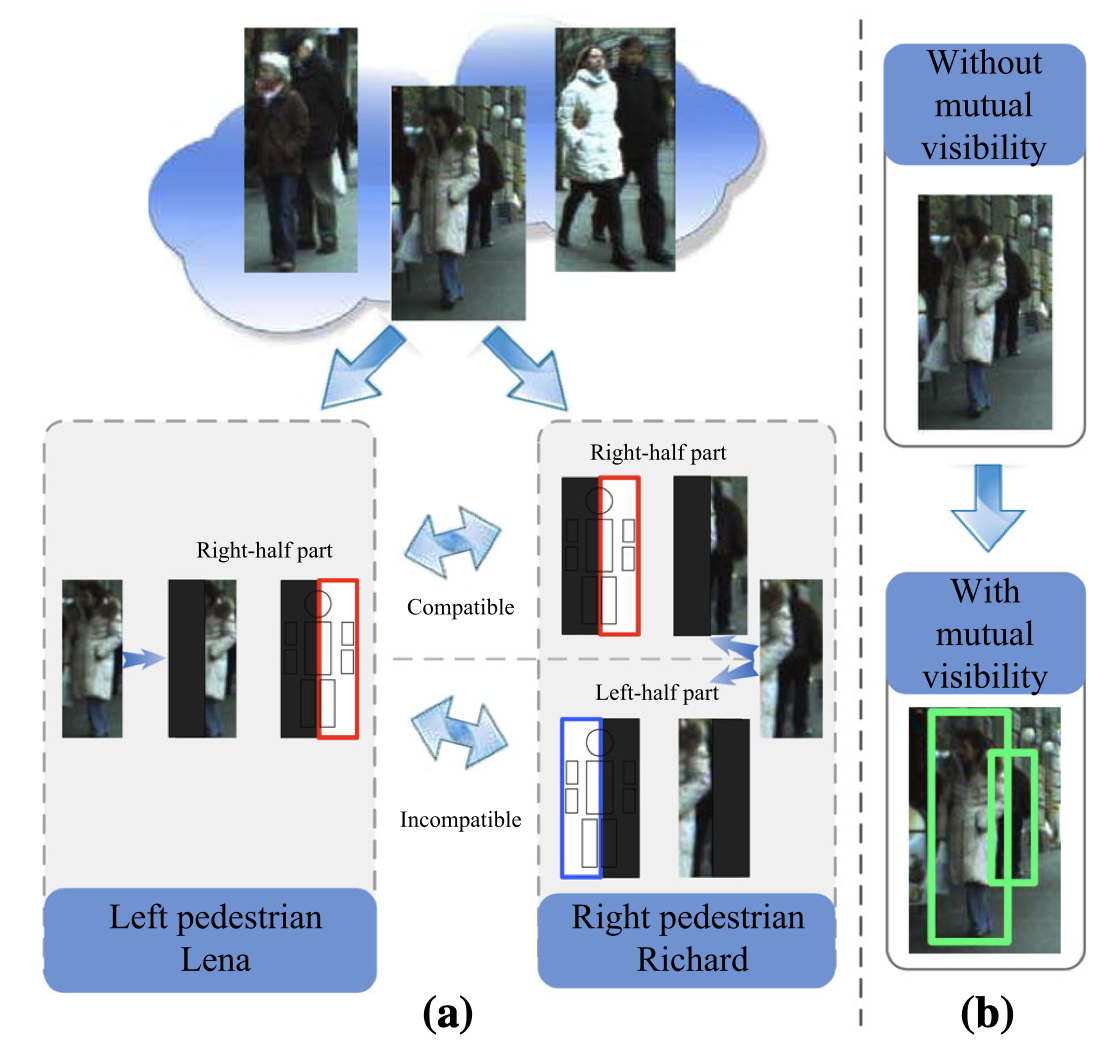 Right-half part
Right-half part
Compatible
Left-half part
Incompatible
Left pedestrian
Lena
Right pedestrian
Richard
(a)
Without
mutual
visibility
With
mutual
visibility
(b)